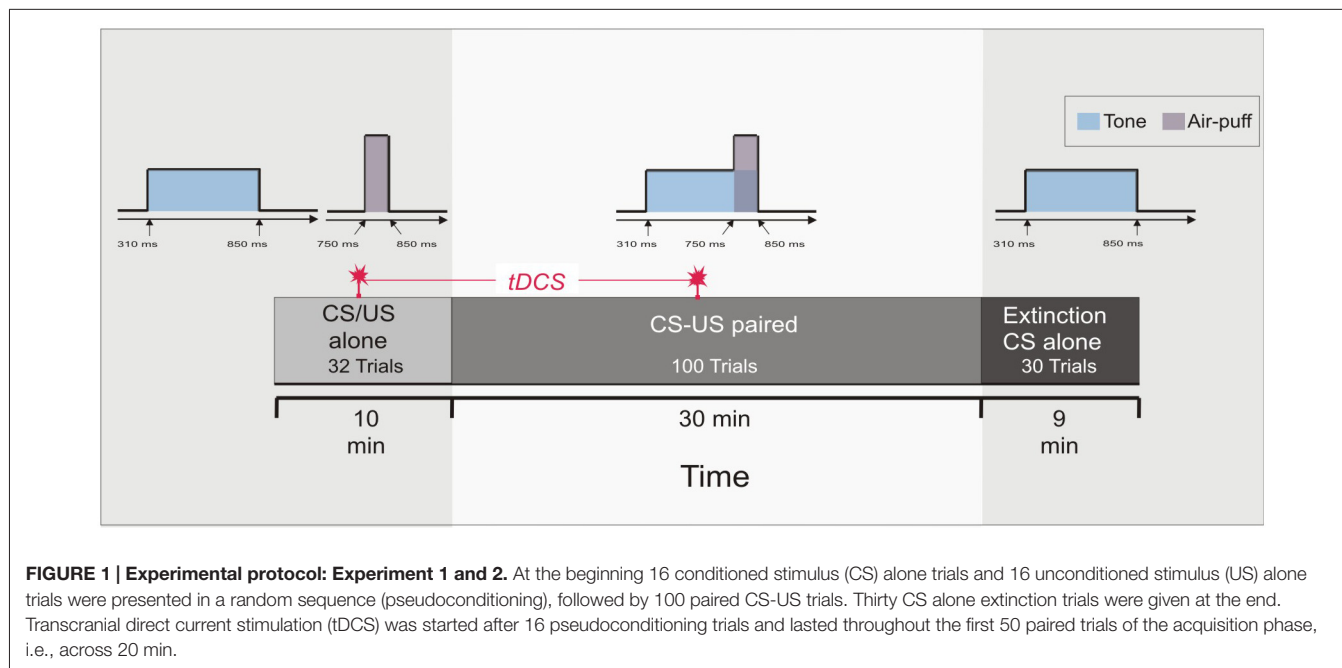 Tone Air-puff
310 ms 850 ms 750 ms 850 ms 310 ms 750 ms 850 ms 310 ms 850 ms
tDCS
CS/US
alone
32 Trials
CS-US paired
100 Trials
Extinction
CS alone
30 Trials
10
min
30 min
9
min
Time
FIGURE 1 | Experimental protocol: Experiment 1 and 2. At the beginning 16 conditioned stimulus (CS) alone trials and 16 unconditioned stimulus (US) alone
trials were presented in a random sequence (pseudoconditioning), followed by 100 paired CS-US trials. Thirty CS alone extinction trials were given at the end.
Transcranial direct current stimulation (tDCS) was started after 16 pseudoconditioning trials and lasted throughout the first 50 paired trials of the acquisition phase,
i.e., across 20 min.